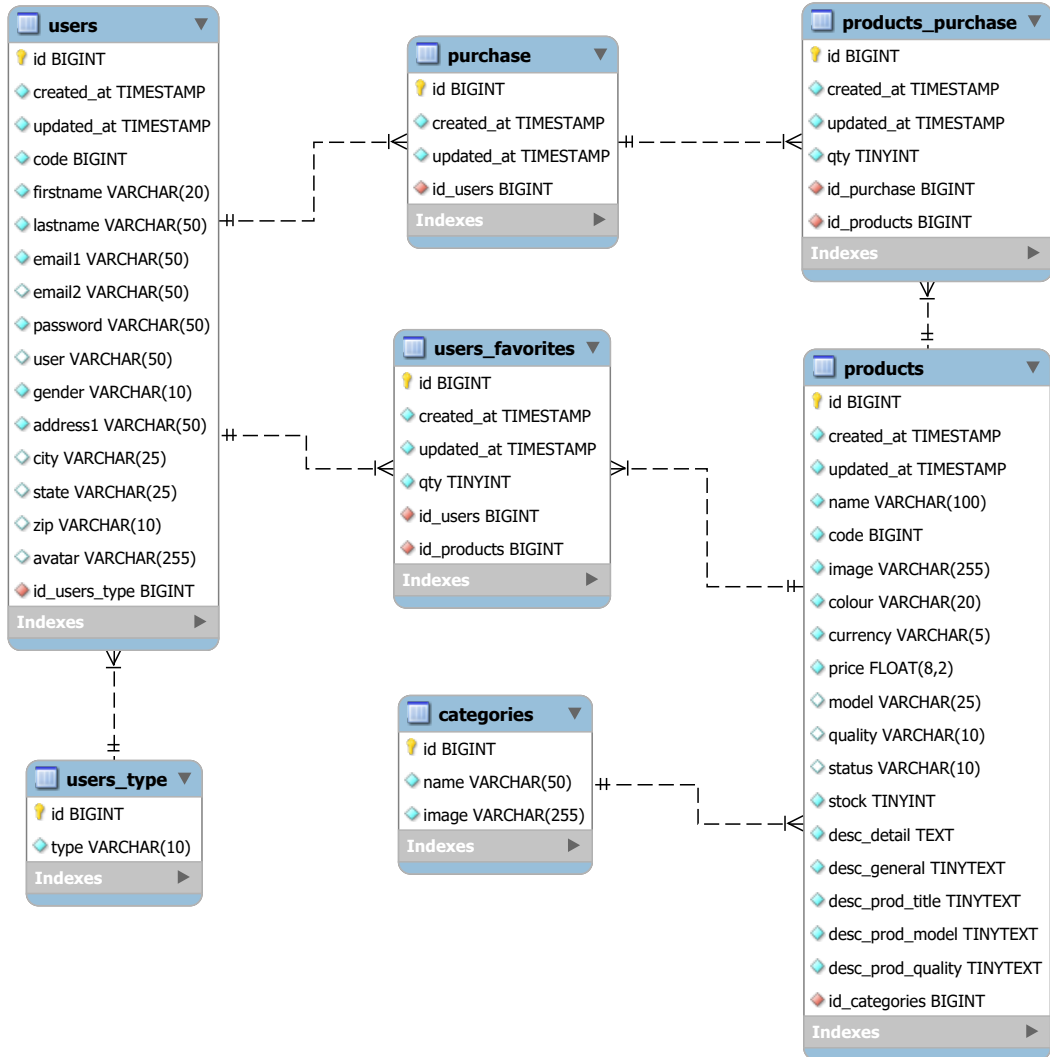 users
id BIGINT
created_at TIMESTAMP
updated_at TIMESTAMP
code BIGINT
firstname VARCHAR(20)
lastname VARCHAR(50)
email1 VARCHAR(50)
email2 VARCHAR(50)
password VARCHAR(50)
user VARCHAR(50)
gender VARCHAR(10)
address1 VARCHAR(50)
city VARCHAR(25)
state VARCHAR(25)
zip VARCHAR(10)
avatar VARCHAR(255)
id_users_type BIGINT
Indexes
users_type
id BIGINT
type VARCHAR(10)
Indexes
purchase
id BIGINT
created_at TIMESTAMP
updated_at TIMESTAMP
id_users BIGINT
Indexes
users_favorites
id BIGINT
created_at TIMESTAMP
updated_at TIMESTAMP
qty TINYINT
id_users BIGINT
id_products BIGINT
Indexes
categories
id BIGINT
name VARCHAR(50)
image VARCHAR(255)
Indexes
products_purchase
id BIGINT
created_at TIMESTAMP
updated_at TIMESTAMP
qty TINYINT
id_purchase BIGINT
id_products BIGINT
Indexes
products
id BIGINT
created_at TIMESTAMP
updated_at TIMESTAMP
name VARCHAR(100)
code BIGINT
image VARCHAR(255)
colour VARCHAR(20)
currency VARCHAR(5)
price FLOAT(8,2)
model VARCHAR(25)
quality VARCHAR(10)
status VARCHAR(10)
stock TINYINT
desc_detail TEXT
desc_general TINYTEXT
desc_prod_title TINYTEXT
desc_prod_model TINYTEXT
desc_prod_quality TINYTEXT
id_categories BIGINT
Indexes